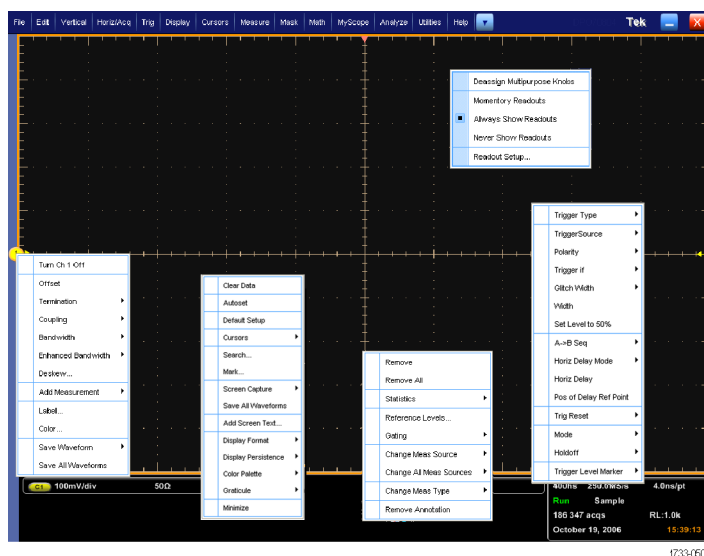 File Edit Vertical Horiz/Acq Trig Display Cursors Measure Mask Math MyScope Analyze Utilities Help Tek X
Deassign Multipurpose Knobs
Momentory Readouts
Always Show Readouts
Never Show Readouts
Readout Setup...
Trigger Type
TriggerSource
Polarity
Trigger if
Glitch Width
Width
Set Level to 50%
A->B Seq
Horiz Delay Mode
Horiz Delay
Pos of Delay Ref Point
Trig Reset
Mode
Holdoff
Trigger Level Marker
Turn Ch 1 Off
Offset
Termination
Coupling
Bandwidth
Enhanced Bandwidth
Deskew...
Add Measurement
Label...
Color...
Save Waveform
Save All Waveforms
Clear Data
Autoset
Default Setup
Cursors
Search...
Mark...
Screen Capture
Save All Waveforms
Add Screen Text...
Display Format
Display Persistence
Color Palette
Graticule
Minimize
Remove
Remove All
Statistics
Reference Levels...
Gating
Change Meas Source
Change All Meas Sources
Change Meas Type
Remove Annotation
C1 100mV/div 50Ω
400ns 250.0MS/s 4.0ns/pt
Run Sample
186 347 acqs RL:1.0k
October 19, 2006 15:39:13
1733-050